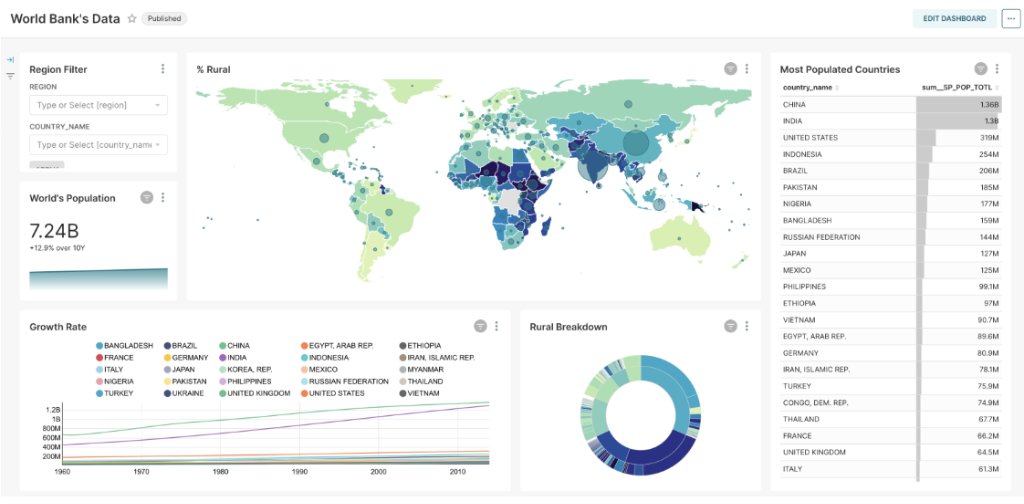 World Bank's Data
Published
EDIT DASHBOARD
Region Filter
REGION
Type or Select [region]
COUNTRY_NAME
Type or Select [country_name
World's Population
7.24B
+12.9% over 10Y
% Rural
Most Populated Countries
country_name sum__SP_POP_TOTL
CHINA 1.36B
INDIA 1.3B
UNITED STATES 319M
INDONESIA 254M
BRAZIL 206M
PAKISTAN 185M
NIGERIA 177M
BANGLADESH 159M
RUSSIAN FEDERATION 144M
JAPAN 127M
MEXICO 125M
PHILIPPINES 99.1M
ETHIOPIA 97M
VIETNAM 90.7M
EGYPT, ARAB REP. 89.6M
GERMANY 80.9M
IRAN, ISLAMIC REP. 78.1M
TURKEY 75.9M
CONGO, DEM. REP. 74.9M
THAILAND 67.7M
FRANCE 66.2M
UNITED KINGDOM 64.5M
ITALY 61.3M
Growth Rate
BANGLADESH BRAZIL CHINA EGYPT, ARAB REP. ETHIOPIA
FRANCE GERMANY INDIA INDONESIA IRAN, ISLAMIC REP.
ITALY JAPAN KOREA, REP. MEXICO MYANMAR
NIGERIA PAKISTAN PHILIPPINES RUSSIAN FEDERATION THAILAND
TURKEY UKRAINE UNITED KINGDOM UNITED STATES VIETNAM
1.2B
1B
800M
600M
400M
200M
1960 1970 1980 1990 2000 2010
Rural Breakdown